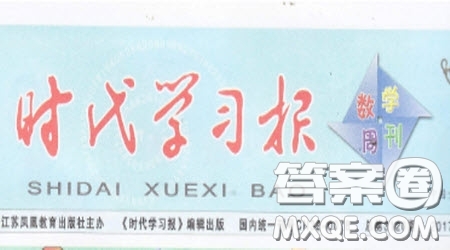 时代学习报
数学周刊
SHIDAI XUEXI BAO
答案圈
MXQE.COM
江苏凤凰教育出版社主办 《时代学习报》编辑出版 国内统一